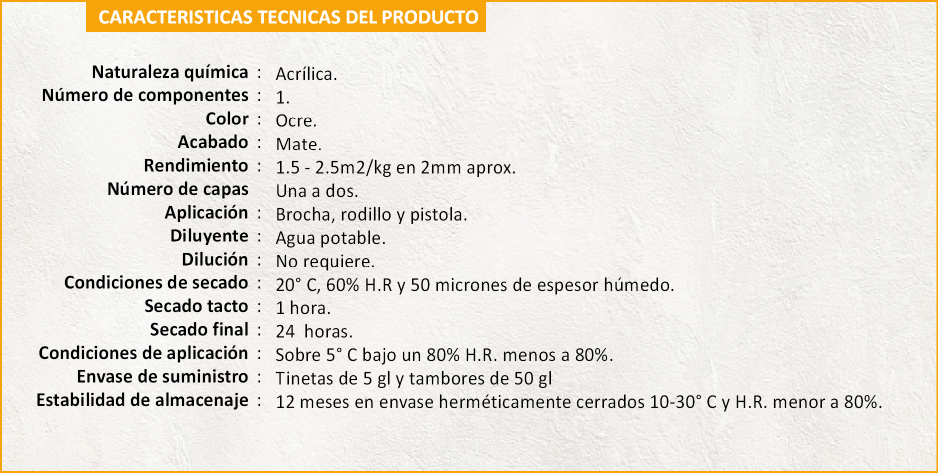 CARACTERISTICAS TECNICAS DEL PRODUCTO
Naturaleza química : Acrílica.
Número de componentes : 1.
Color : Ocre.
Acabado : Mate.
Rendimiento : 1.5 - 2.5m2/kg en 2mm aprox.
Número de capas Una a dos.
Aplicación : Brocha, rodillo y pistola.
Diluyente : Agua potable.
Dilución : No requiere.
Condiciones de secado : 20° C, 60% H.R y 50 micrones de espesor húmedo.
Secado tacto : 1 hora.
Secado final : 24 horas.
Condiciones de aplicación : Sobre 5° C bajo un 80% H.R. menos a 80%.
Envase de suministro : Tinetas de 5 gl y tambores de 50 gl
Estabilidad de almacenaje : 12 meses en envase herméticamente cerrados 10-30° C y H.R. menor a 80%.